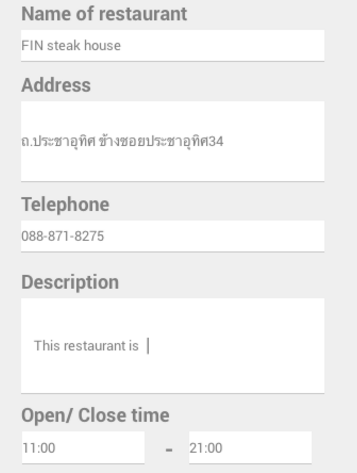 Name of restaurant
FIN steak house
Address
ถ.ประชาอุทิศ ข้างซอยประชาอุทิศ34
Telephone
088-871-8275
Description
This restaurant is
Open/ Close time
11:00 - 21:00